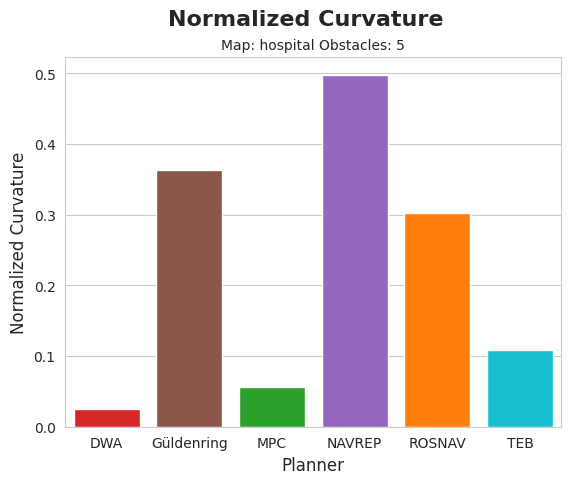 Normalized Curvature
Map: hospital Obstacles: 5
Normalized Curvature
0.5
0.4
0.3
0.2
0.1
0.0
DWA Güldenring MPC NAVREP ROSNAV TEB
Planner